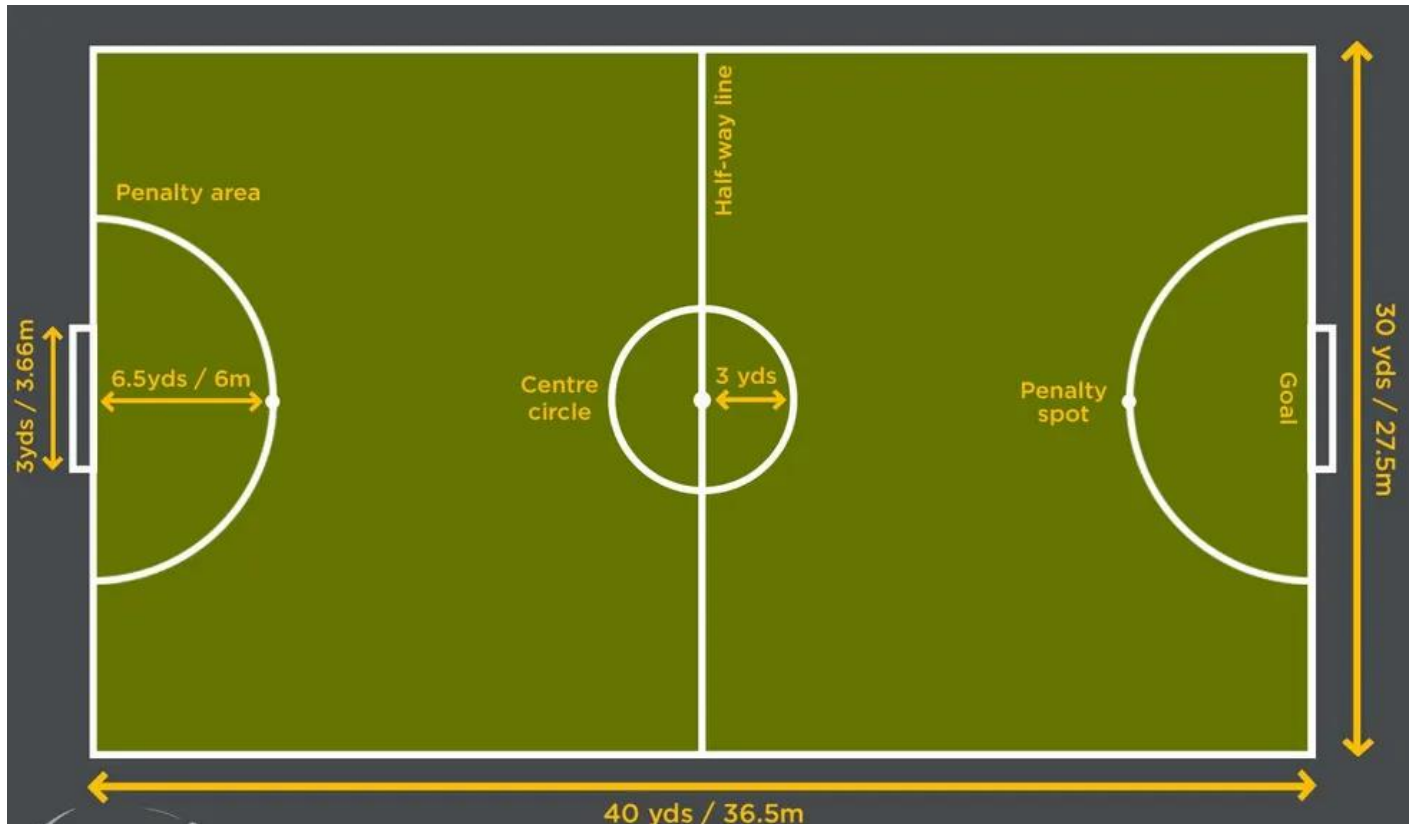 Half-way line
Penalty area
3yds / 3.66m
6.5yds / 6m
Centre
circle
3 yds
Penalty
spot
Goal
30 yds / 27.5m
40 yds / 36.5m